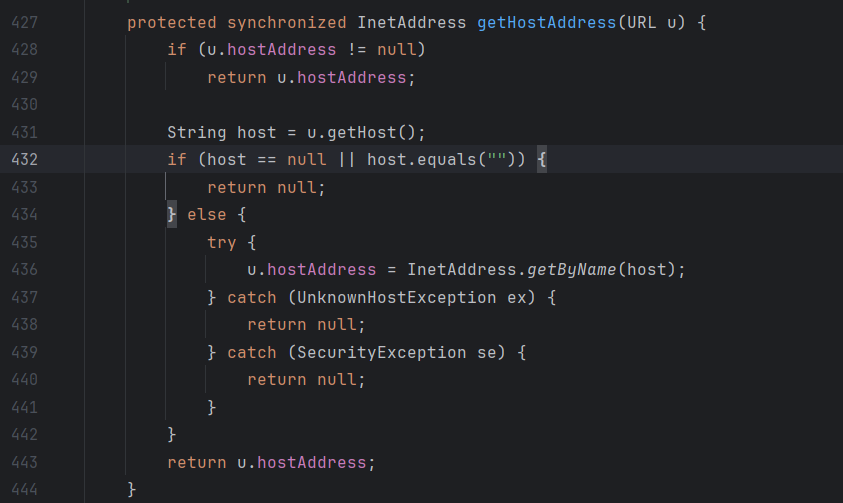 427 protected synchronized InetAddress getHostAddress(URL u) {
428 if (u.hostAddress != null)
429 return u.hostAddress;
430
431 String host = u.getHost();
432 if (host == null || host.equals("")) {
433 return null;
434 } else {
435 try {
436 u.hostAddress = InetAddress.getByName(host);
437 } catch (UnknownHostException ex) {
438 return null;
439 } catch (SecurityException se) {
440 return null;
441 }
442 }
443 return u.hostAddress;
444 }